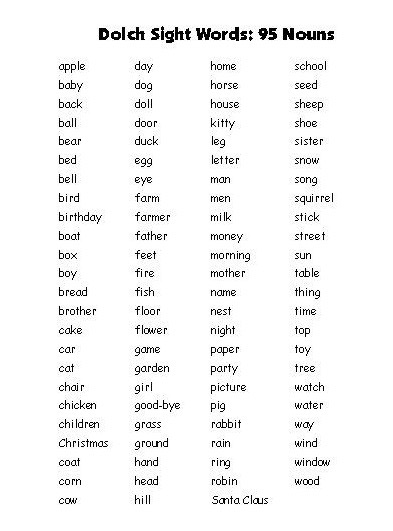 Dolch Sight Words: 95 Nouns
apple day home school
baby dog horse seed
back doll house sheep
ball door kitty shoe
bear duck leg sister
bed egg letter snow
bell eye man song
bird farm men squirrel
birthday farmer milk stick
boat father money street
box feet morning sun
boy fire mother table
bread fish name thing
brother floor nest time
cake flower night top
car game paper toy
cat garden party tree
chair girl picture watch
chicken good-bye pig water
children grass rabbit way
Christmas ground rain wind
coat hand ring window
corn head robin wood
cow hill Santa Claus